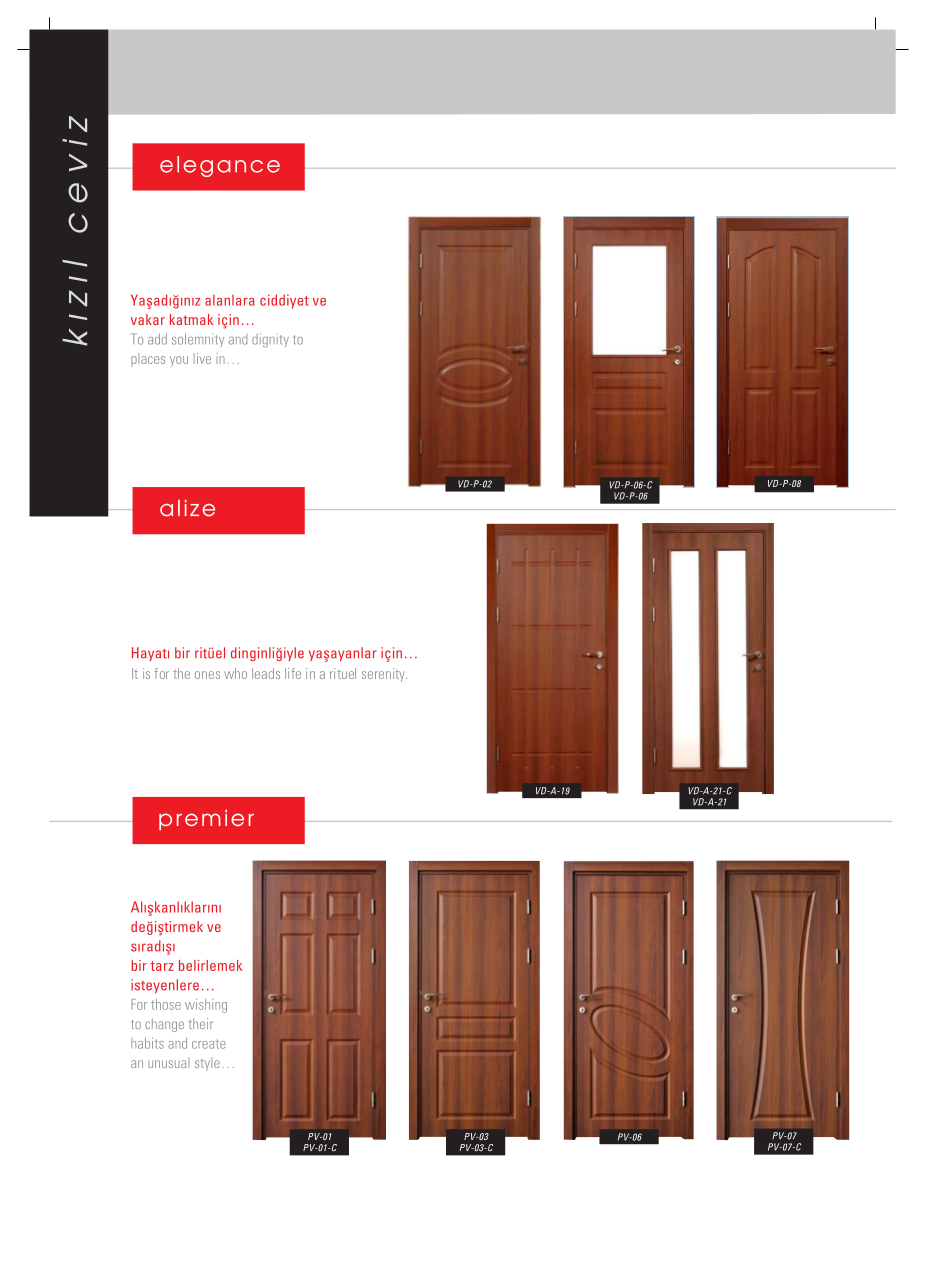 kızıl ceviz
elegance
Yaşadığınız alanlara ciddiyet ve
vakar katmak için...
To add solemnity and dignity to
places you live in...
VD-P-02
VD-P-06-C
VD-P-06
VD-P-08
alize
Hayatı bir ritüel dinginliğiyle yaşayanlar için...
It is for the ones who leads life in a rituel serenity.
VD-A-19
VD-A-21-C
VD-A-21
premier
Alışkanlıklarını
değiştirmek ve
sıradışı
bir tarz belirlemek
isteyenlere...
For those wishing
to change their
habits and create
an unusual style...
PV-01
PV-01-C
PV-03
PV-03-C
PV-06
PV-07
PV-07-C